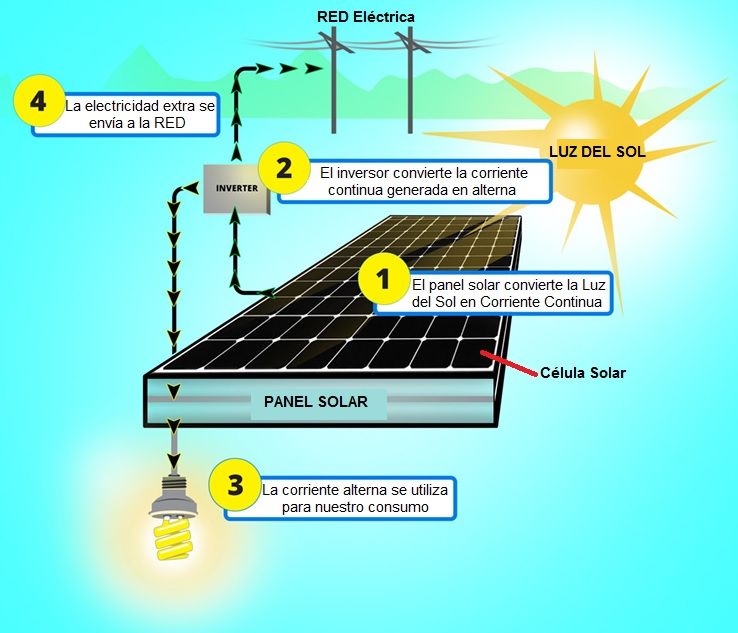 RED Eléctrica
4
La electricidad extra se
envía a la RED
LUZ DEL SOL
INVERTER
2
El inversor convierte la corriente
continua generada en alterna
1
El panel solar convierte la Luz
del Sol en Corriente Continua
Célula Solar
PANEL SOLAR
3
La corriente alterna se utiliza
para nuestro consumo